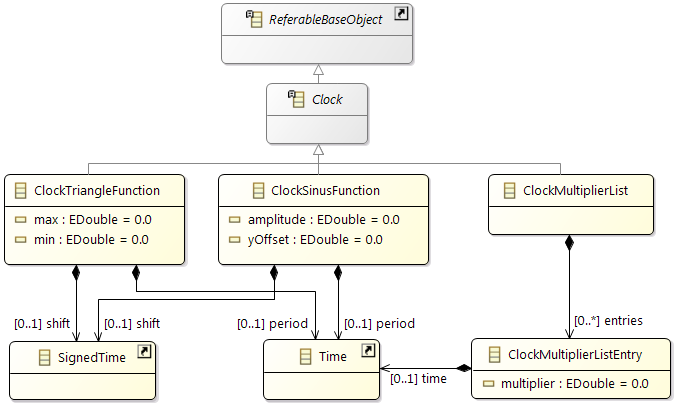 ReferableBaseObject
Clock
ClockTriangleFunction
max : EDouble = 0.0
min : EDouble = 0.0
ClockSinusFunction
amplitude : EDouble = 0.0
yOffset : EDouble = 0.0
ClockMultiplierList
[0..1] shift
[0..1] shift
[0..1] period
[0..1] period
[0..*] entries
SignedTime
Time
[0..1] time
ClockMultiplierListEntry
multiplier : EDouble = 0.0